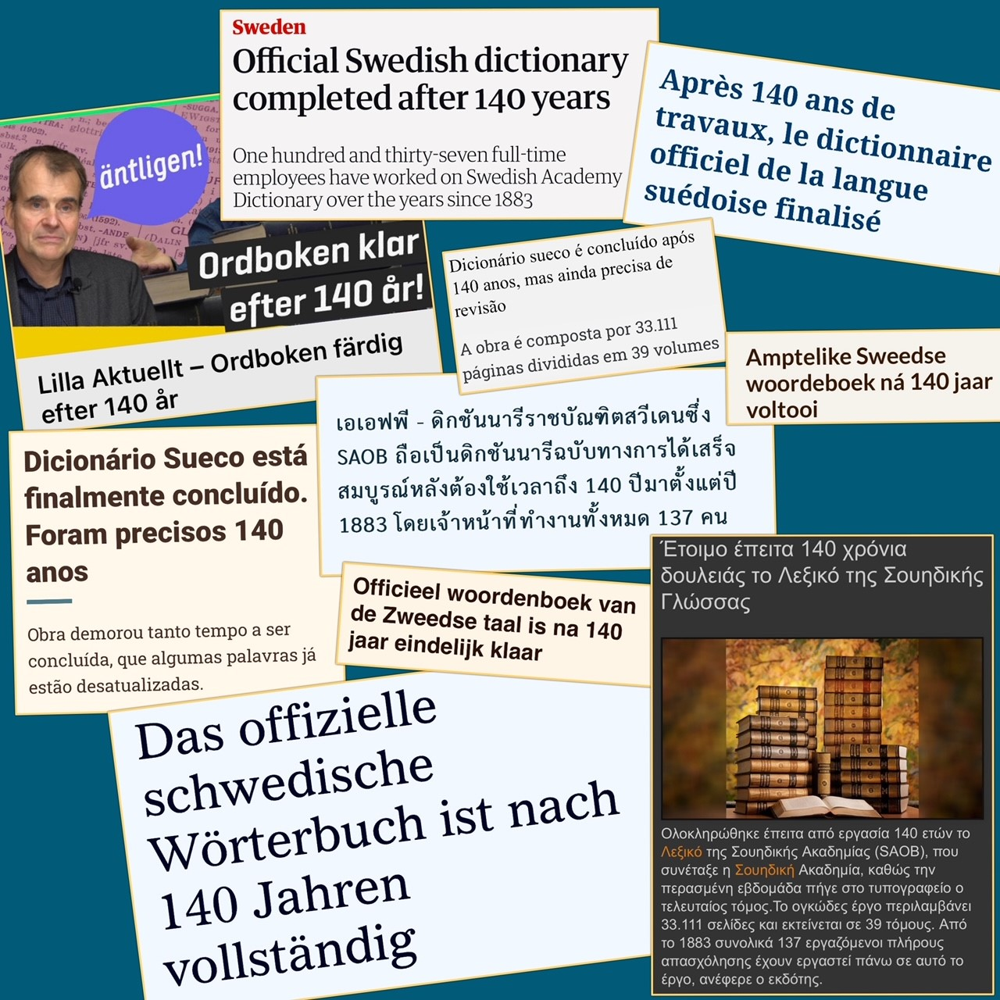 Sweden
Official Swedish dictionary
completed after 140 years
One hundred and thirty-seven full-time
employees have worked on Swedish Academy
Dictionary over the years since 1883
Après 140 ans de
travaux, le dictionnaire
officiel de la langue
suédoise finalisé
äntligen!
Ordboken klar
efter 140 år!
Lilla Aktuellt – Ordboken färdig
efter 140 år
Dicionário sueco é concluído após
140 anos, mas ainda precisa de
revisão
A obra é composta por 33.111
páginas divididas em 39 volumes
Amptelike Sweedse
woordeboek ná 140 jaar
voltooi
เอเอฟพี - ดิกชันนารีราชบัณฑิตสวีเดนซึ่ง
SAOB ถือเป็นดิกชันนารีฉบับทางการได้เสร็จ
สมบูรณ์หลังต้องใช้เวลาถึง 140 ปีมาตั้งแต่ปี
1883 โดยเจ้าหน้าที่ทำงานทั้งหมด 137 คน
Dicionário Sueco está
finalmente concluído.
Foram precisos 140
anos
Obra demorou tanto tempo a ser
concluída, que algumas palavras já
estão desatualizadas.
Officieel woordenboek van
de Zweedse taal is na 140
jaar eindelijk klaar
Έτοιμο έπειτα 140 χρόνια
δουλειάς το Λεξικό της Σουηδικής
Γλώσσας
Ολοκληρώθηκε έπειτα από εργασία 140 ετών το
Λεξικό της Σουηδικής Ακαδημίας (SAOB), που
συνέταξε η Σουηδική Ακαδημία, καθώς την
περασμένη εβδομάδα πήγε στο τυπογραφείο ο
τελευταίος τόμος.Το ογκώδες έργο περιλαμβάνει
33.111 σελίδες και εκτείνεται σε 39 τόμους. Από
το 1883 συνολικά 137 εργαζόμενοι πλήρους
απασχόλησης έχουν εργαστεί πάνω σε αυτό το
έργο, ανέφερε ο εκδότης.
Das offizielle
schwedische
Wörterbuch ist nach
140 Jahren
vollständig